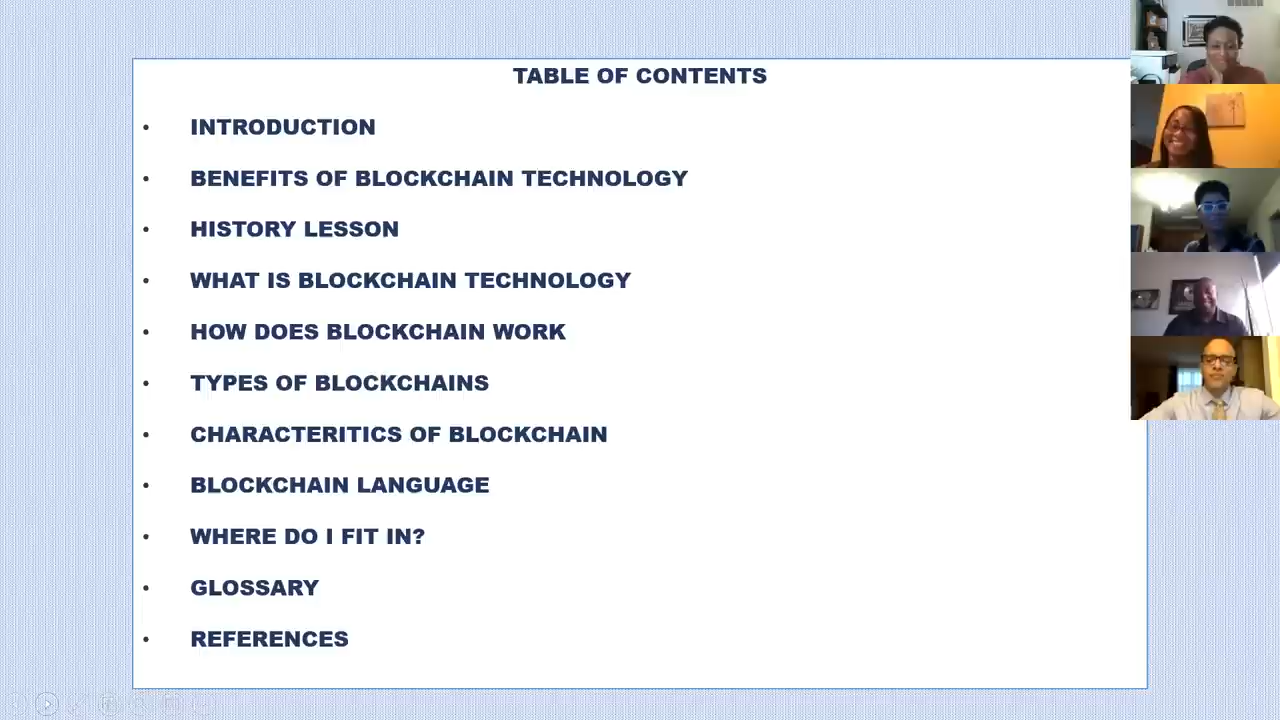 TABLE OF CONTENTS
• INTRODUCTION
• BENEFITS OF BLOCKCHAIN TECHNOLOGY
• HISTORY LESSON
• WHAT IS BLOCKCHAIN TECHNOLOGY
• HOW DOES BLOCKCHAIN WORK
• TYPES OF BLOCKCHAINS
• CHARACTERITICS OF BLOCKCHAIN
• BLOCKCHAIN LANGUAGE
• WHERE DO I FIT IN?
• GLOSSARY
• REFERENCES